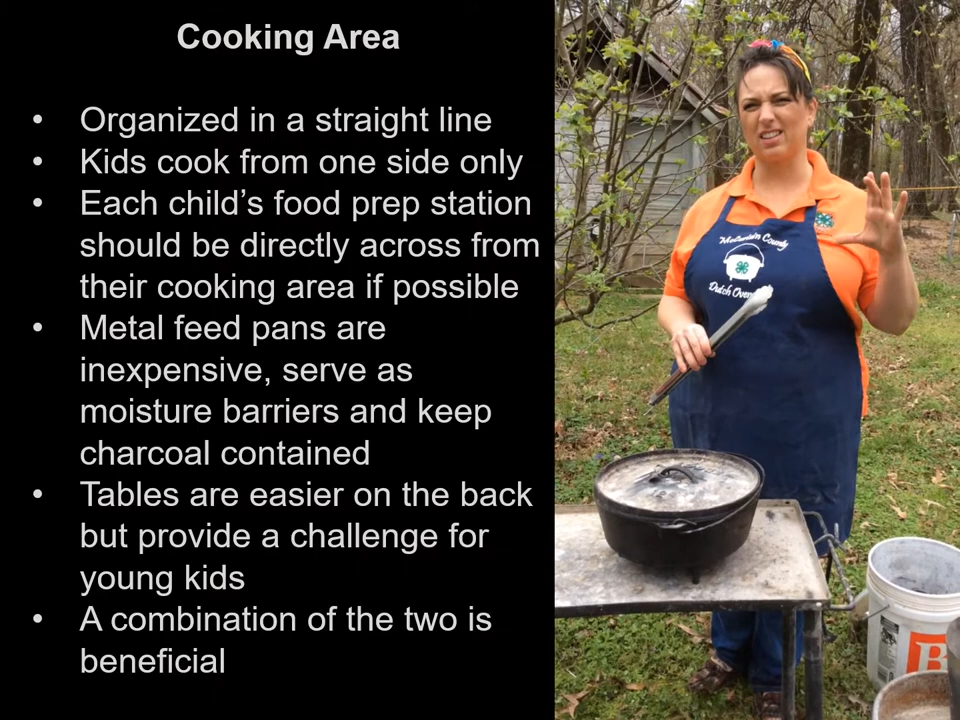 Cooking Area
• Organized in a straight line
• Kids cook from one side only
• Each child’s food prep station
should be directly across from
their cooking area if possible
• Metal feed pans are
inexpensive, serve as
moisture barriers and keep
charcoal contained
• Tables are easier on the back
but provide a challenge for
young kids
• A combination of the two is
beneficial
County
Dutch Oven